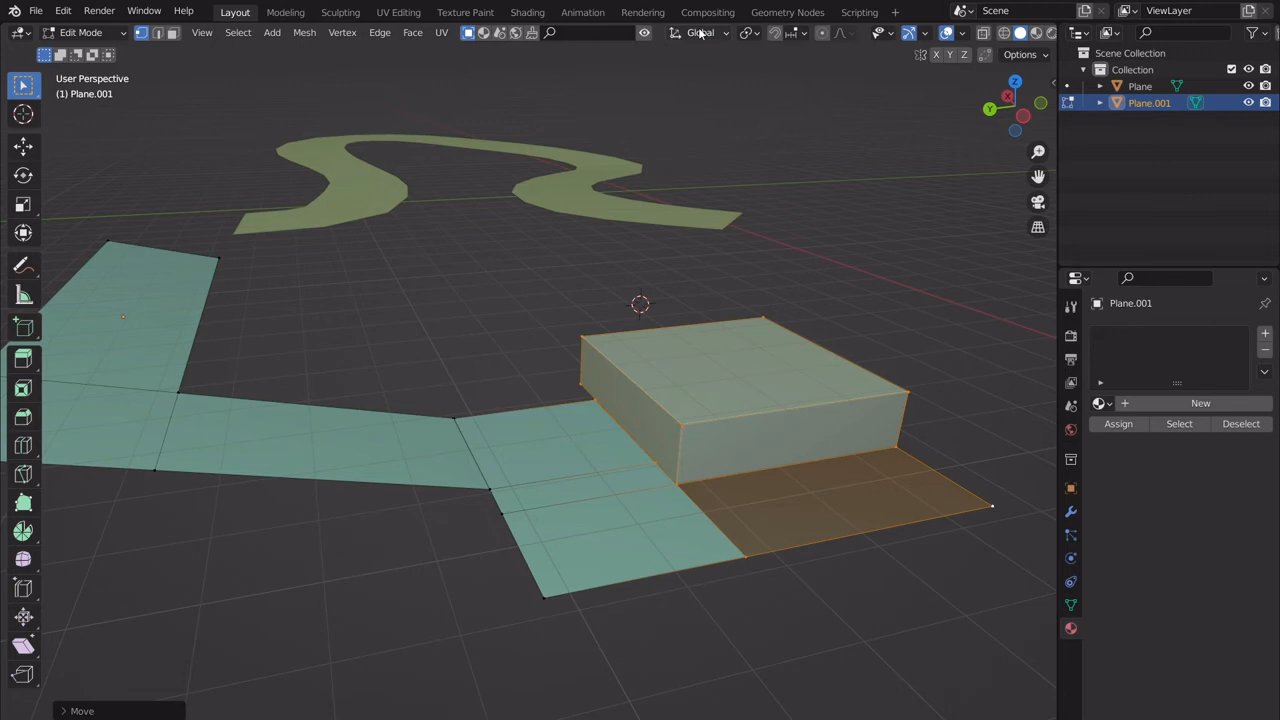 File Edit Render Window Help Layout Modeling Sculpting UV Editing Texture Paint Shading Animation Rendering Compositing Geometry Nodes Scripting + Scene ViewLayer
Edit Mode View Select Add Mesh Vertex Edge Face UV Global
X Y Z Options
User Perspective
(1) Plane.001
Z
X
Y
Move
Scene Collection
Collection
Plane
Plane.001
Plane.001
New
Assign Select Deselect